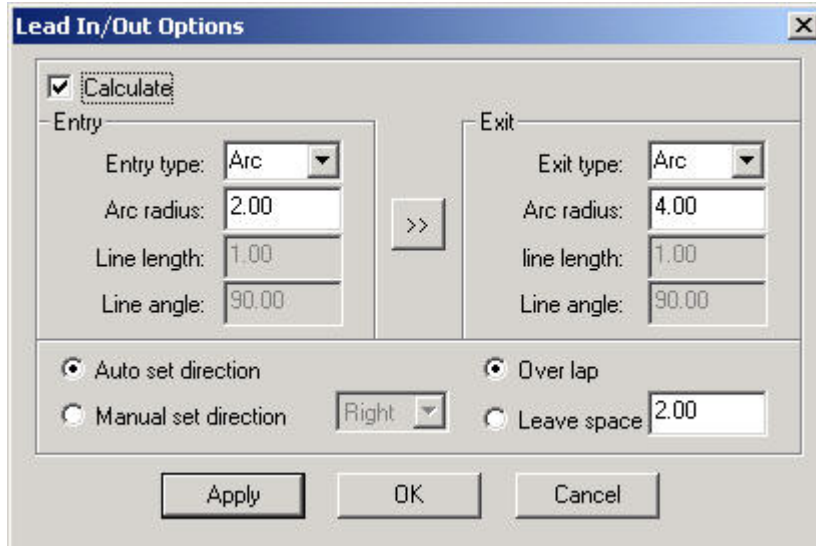 Lead In/Out Options
Calculate
Entry
Entry type: Arc
Arc radius: 2.00
Line length: 1.00
Line angle: 90.00
>>
Exit
Exit type: Arc
Arc radius: 4.00
line length: 1.00
Line angle: 90.00
Auto set direction
Manual set direction Right
Over lap
Leave space 2.00
Apply OK Cancel